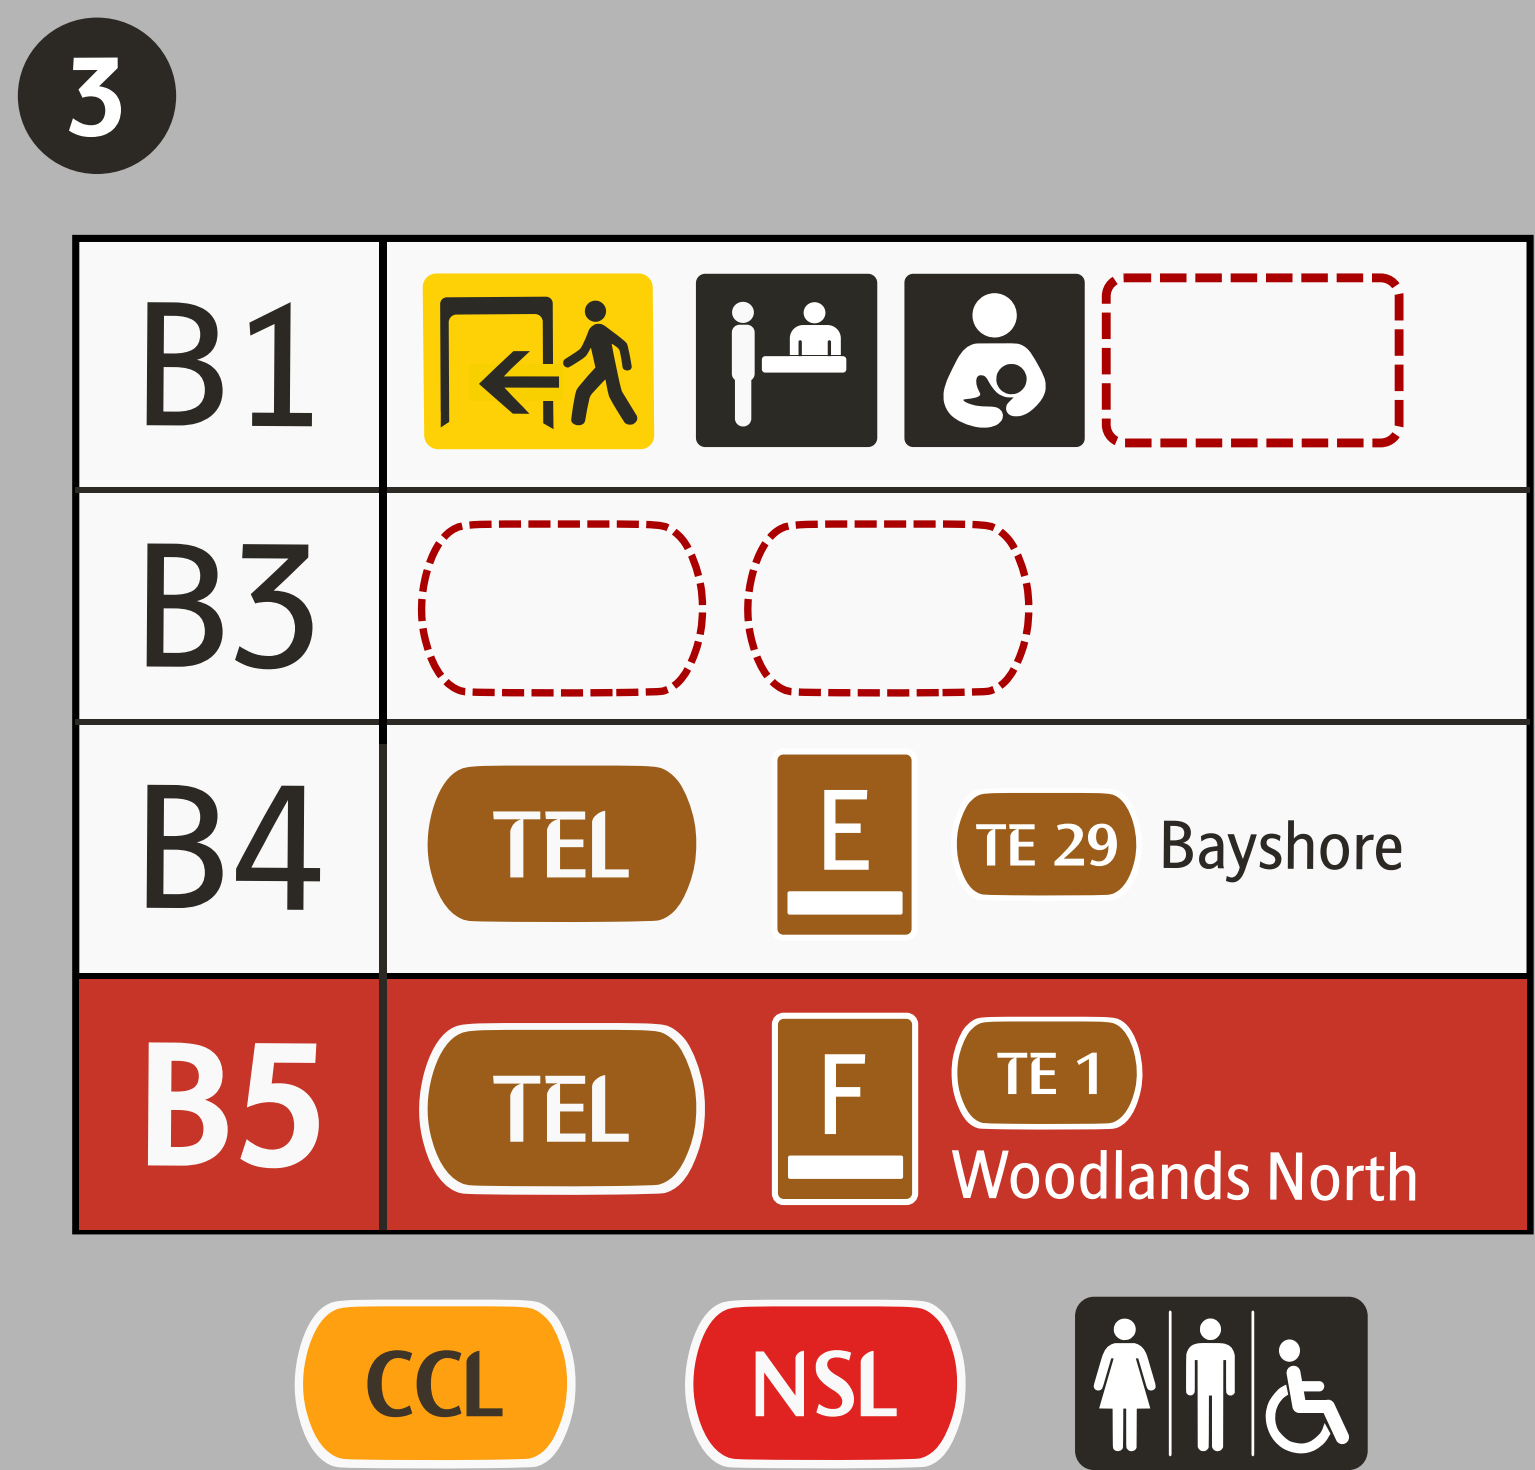 3
B1
B3
B4 TEL E TE 29 Bayshore
B5 TEL F TE 1
Woodlands North
CCL NSL